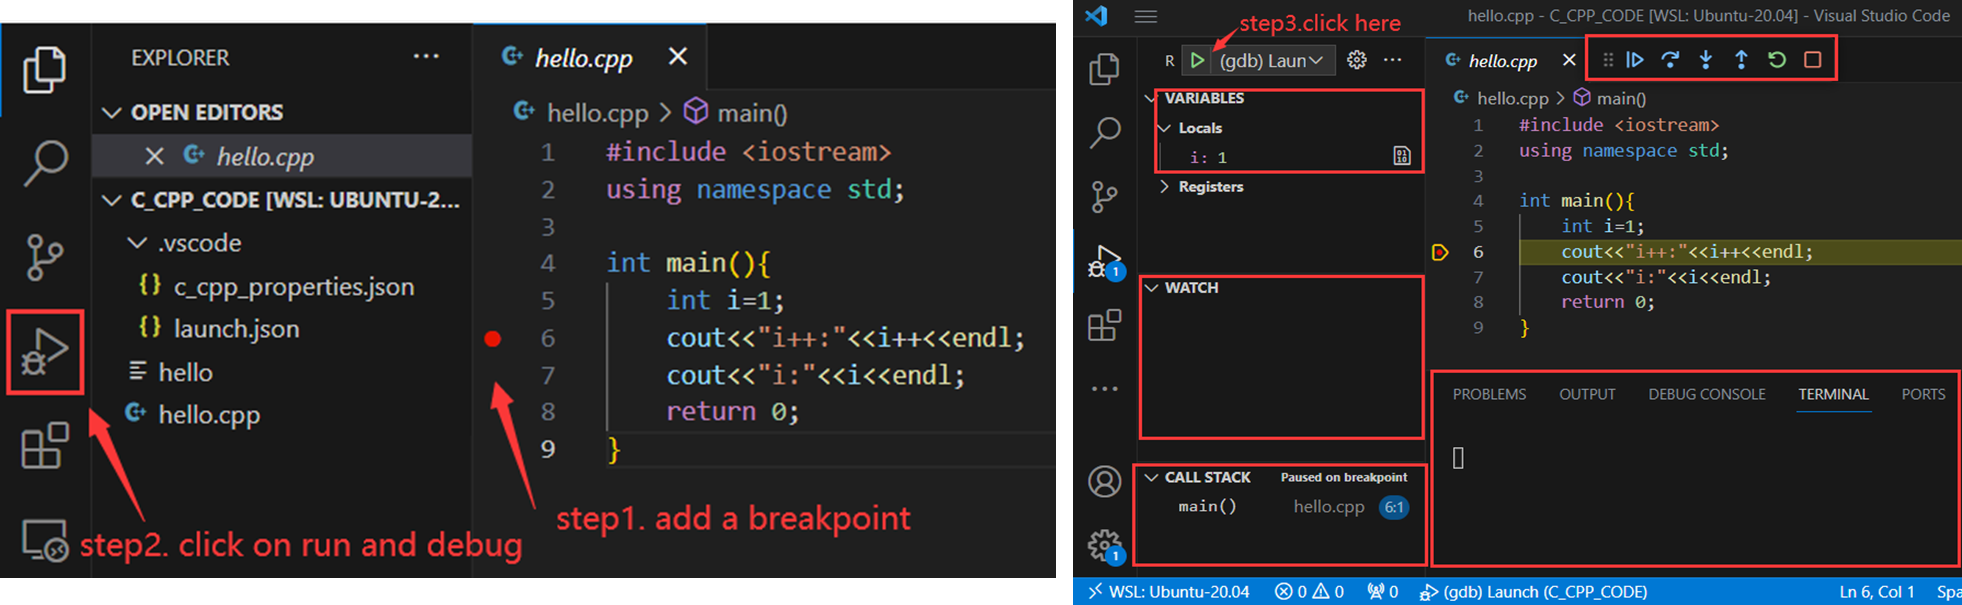 EXPLORER ···
OPEN EDITORS
hello.cpp
C_CPP_CODE [WSL: UBUNTU-2...
.vscode
{} c_cpp_properties.json
{} launch.json
hello
hello.cpp
hello.cpp
hello.cpp > main()
1 #include <iostream>
2 using namespace std;
3
4 int main(){
5 int i=1;
6 cout<<"i++:"<<i++<<endl;
7 cout<<"i:"<<i<<endl;
8 return 0;
9 }
step1. add a breakpoint
step2. click on run and debug
hello.cpp - C_CPP_CODE [WSL: Ubuntu-20.04] - Visual Studio Code
step3.click here
R (gdb) Laun
VARIABLES
Locals
i: 1
Registers
WATCH
CALL STACK Paused on breakpoint
main() hello.cpp 6:1
1
1
hello.cpp
hello.cpp > main()
1 #include <iostream>
2 using namespace std;
3
4 int main(){
5 int i=1;
6 cout<<"i++:"<<i++<<endl;
7 cout<<"i:"<<i<<endl;
8 return 0;
9 }
PROBLEMS OUTPUT DEBUG CONSOLE TERMINAL PORTS
WSL: Ubuntu-20.04 0 0 0 (gdb) Launch (C_CPP_CODE) Ln 6, Col 1 Spa